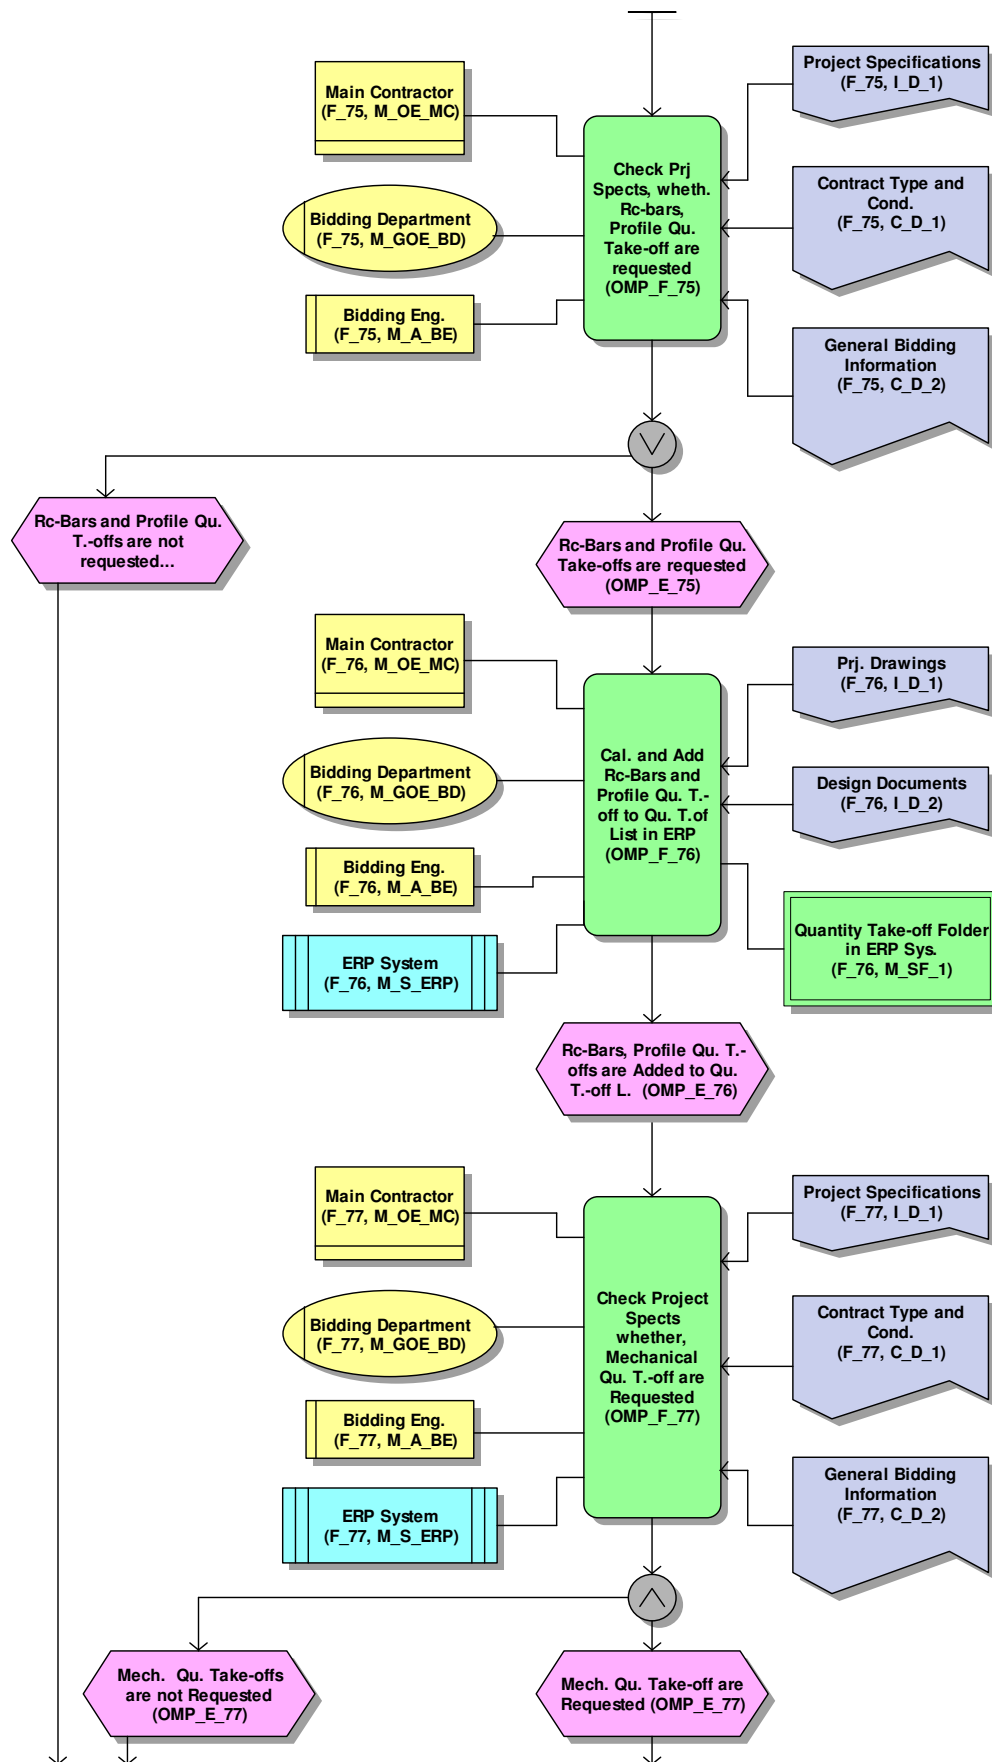 Main Contractor
(F_75, M_OE_MC)
Bidding Department
(F_75, M_GOE_BD)
Bidding Eng.
(F_75, M_A_BE)
Check Prj
Spects, wheth.
Rc-bars,
Profile Qu.
Take-off are
requested
(OMP_F_75)
Project Specifications
(F_75, I_D_1)
Contract Type and
Cond.
(F_75, C_D_1)
General Bidding
Information
(F_75, C_D_2)
Rc-Bars and Profile Qu.
T.-offs are not
requested...
Rc-Bars and Profile Qu.
Take-offs are requested
(OMP_E_75)
Main Contractor
(F_76, M_OE_MC)
Bidding Department
(F_76, M_GOE_BD)
Bidding Eng.
(F_76, M_A_BE)
ERP System
(F_76, M_S_ERP)
Cal. and Add
Rc-Bars and
Profile Qu. T.-
off to Qu. T.of
List in ERP
(OMP_F_76)
Prj. Drawings
(F_76, I_D_1)
Design Documents
(F_76, I_D_2)
Quantity Take-off Folder
in ERP Sys.
(F_76, M_SF_1)
Rc-Bars, Profile Qu. T.-
offs are Added to Qu.
T.-off L. (OMP_E_76)
Main Contractor
(F_77, M_OE_MC)
Bidding Department
(F_77, M_GOE_BD)
Bidding Eng.
(F_77, M_A_BE)
ERP System
(F_77, M_S_ERP)
Check Project
Spects
whether,
Mechanical
Qu. T.-off are
Requested
(OMP_F_77)
Project Specifications
(F_77, I_D_1)
Contract Type and
Cond.
(F_77, C_D_1)
General Bidding
Information
(F_77, C_D_2)
Mech. Qu. Take-offs
are not Requested
(OMP_E_77)
Mech. Qu. Take-off are
Requested (OMP_E_77)